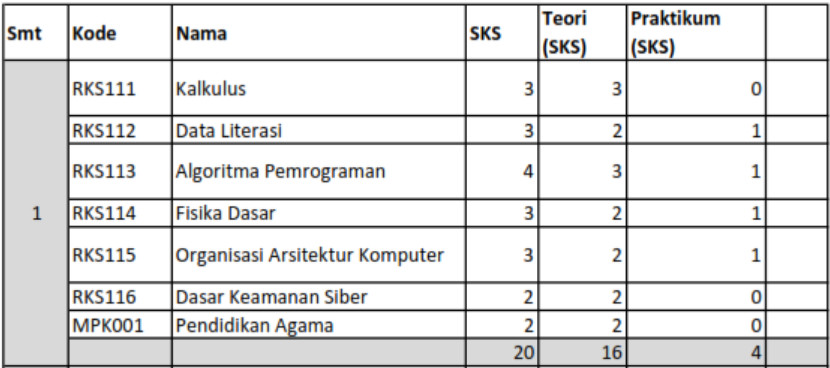 Smt Kode Nama SKS Teori (SKS) Praktikum (SKS)
1
RKS111 Kalkulus 3 3 0
RKS112 Data Literasi 3 2 1
RKS113 Algoritma Pemrograman 4 3 1
RKS114 Fisika Dasar 3 2 1
RKS115 Organisasi Arsitektur Komputer 3 2 1
RKS116 Dasar Keamanan Siber 2 2 0
MPK001 Pendidikan Agama 2 2 0
20 16 4